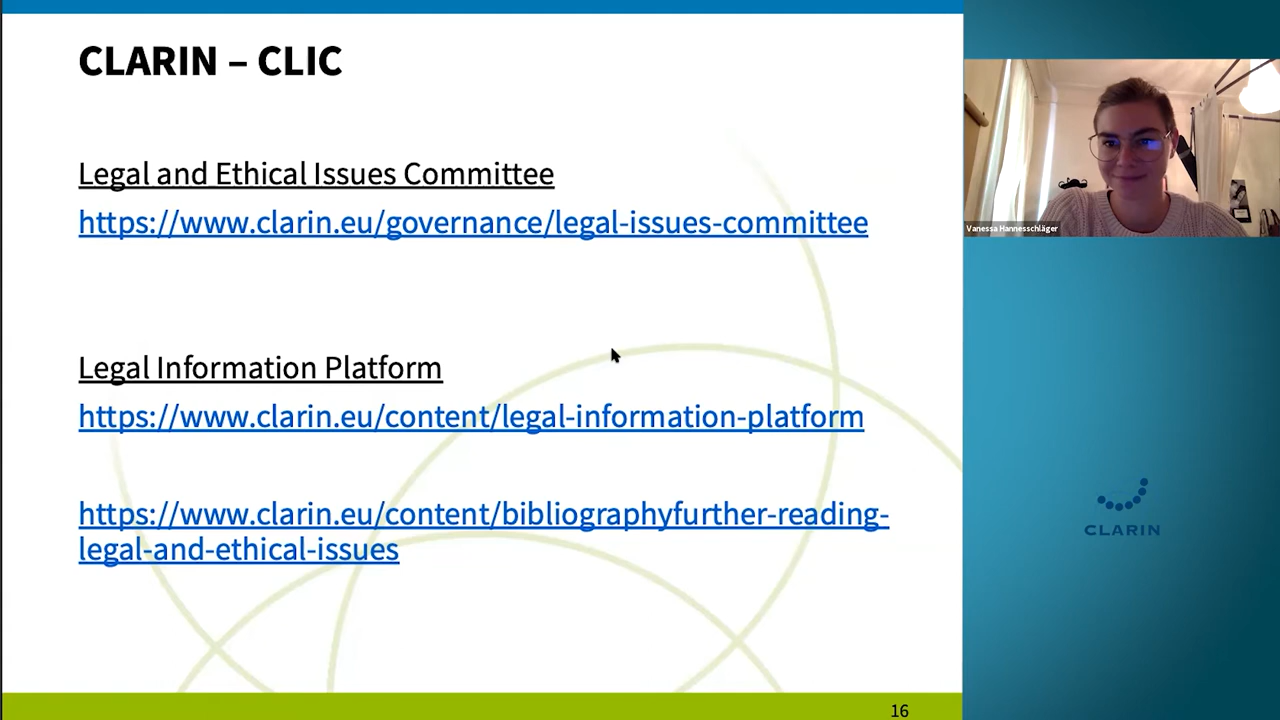 CLARIN – CLIC
Legal and Ethical Issues Committee
https://www.clarin.eu/governance/legal-issues-committee
Legal Information Platform
https://www.clarin.eu/content/legal-information-platform
https://www.clarin.eu/content/bibliographyfurther-reading-
legal-and-ethical-issues
16
Vanessa Hannesschläger
CLARIN